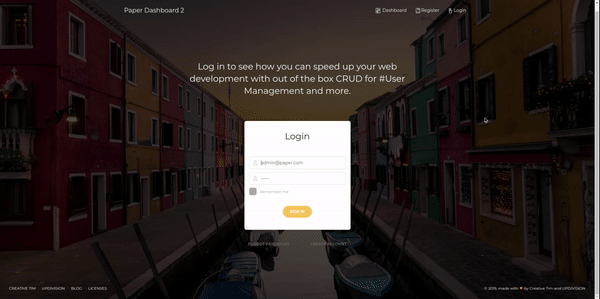 Paper Dashboard 2
Dashboard
Register
Login
Log in to see how you can speed up your web
development with out of the box CRUD for #User
Management and more.
Login
admin@paper.com
Remember me
SIGN IN
FORGOT PASSWORD
CREATE ACCOUNT
CREATIVE TIM
UPDIVISION
BLOG
LICENSES
© 2019, made with ♥ by Creative Tim and UPDIVISION